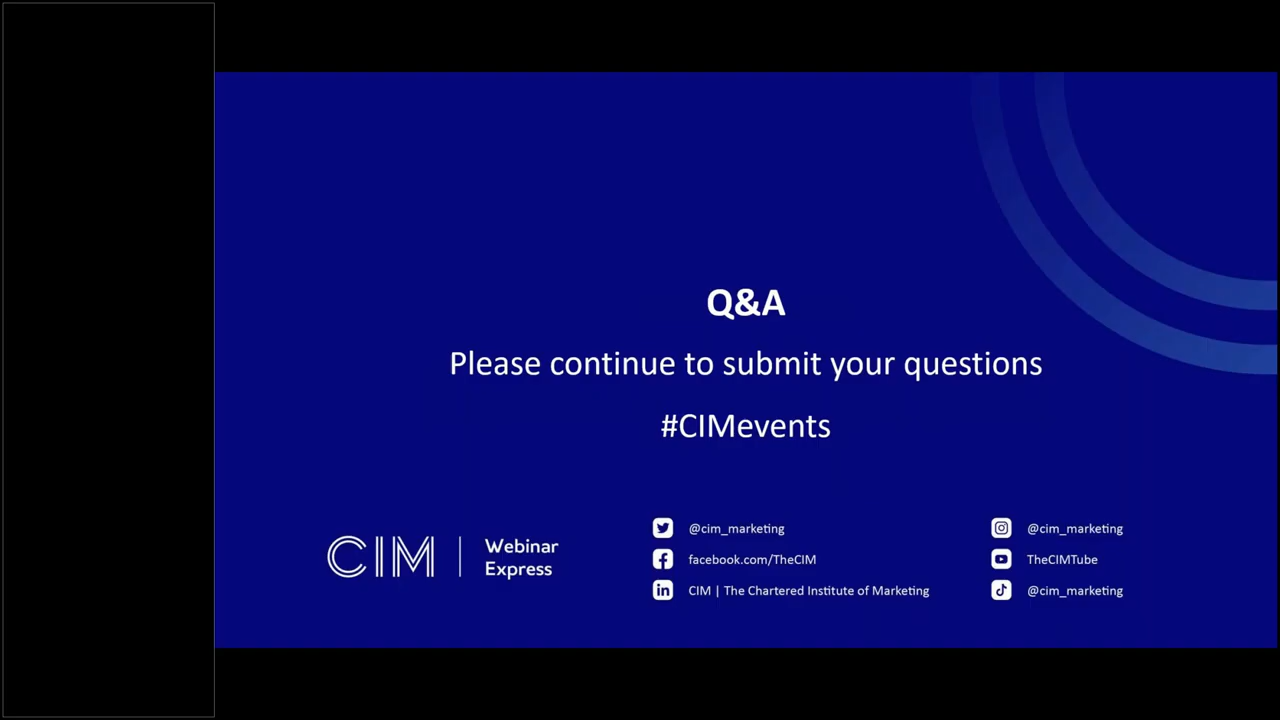 Q&A
Please continue to submit your questions
#CIMevents
CIM | Webinar
Express
@cim_marketing
facebook.com/TheCIM
CIM | The Chartered Institute of Marketing
@cim_marketing
TheCIMTube
@cim_marketing